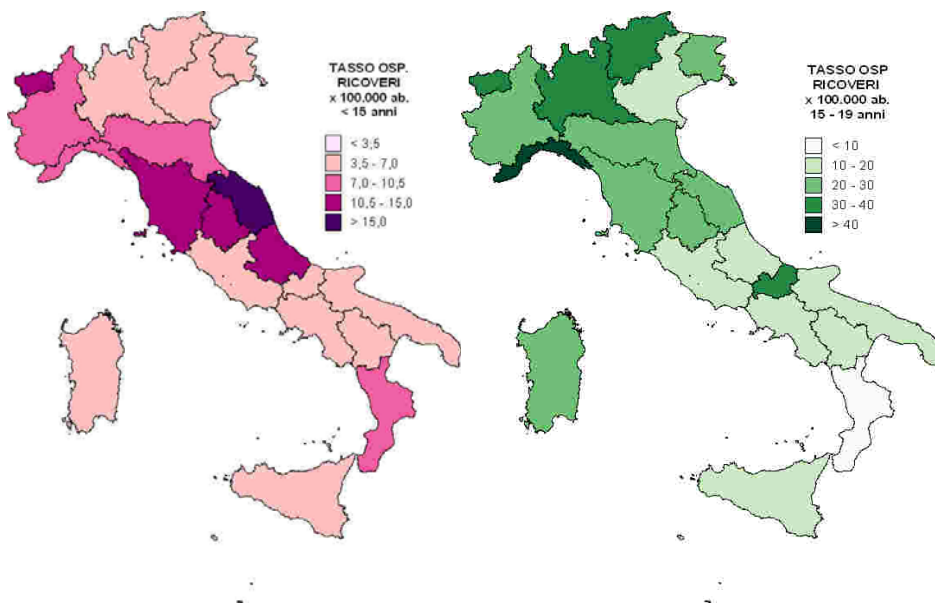 TASSO OSP.
RICOVERI
x 100.000 ab.
< 15 anni
< 3,5
3,5 - 7,0
7,0 - 10,5
10,5 - 15,0
> 15,0
TASSO OSP
RICOVERI
x 100.000 ab.
15 - 19 anni
< 10
10 - 20
20 - 30
30 - 40
> 40